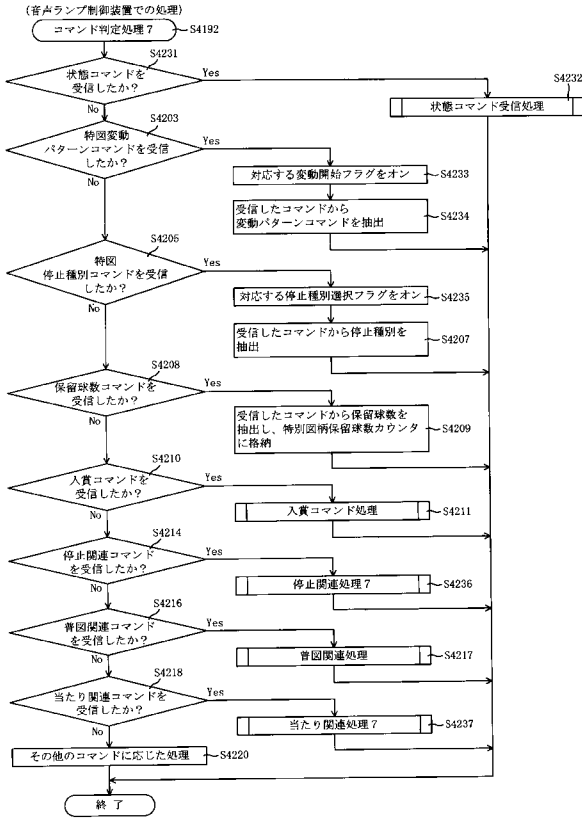 (音声ランプ制御装置での処理)
コマンド判定処理7
S4192
S4231
状態コマンドを
受信したか?
Yes
No
S4232
状態コマンド受信処理
S4203
特図変動
パターンコマンドを受信
したか?
Yes
No
対応する変動開始フラグをオン
S4233
受信したコマンドから
変動パターンコマンドを抽出
S4234
S4205
特図
停止種別コマンドを受信
したか?
Yes
No
対応する停止種別選択フラグをオン
S4235
受信したコマンドから停止種別を
抽出
S4207
S4208
保留球数コマンドを
受信したか?
Yes
No
受信したコマンドから保留球数を
抽出し、特別図柄保留球数カウンタ
に格納
S4209
S4210
入賞コマンドを
受信したか?
Yes
No
入賞コマンド処理
S4211
S4214
停止関連コマンド
を受信したか?
Yes
No
停止関連処理7
S4236
S4216
普図関連コマンド
を受信したか?
Yes
No
普図関連処理
S4217
S4218
当たり関連コマンドを
受信したか?
Yes
No
当たり関連処理7
S4237
その他のコマンドに応じた処理
S4220
終了